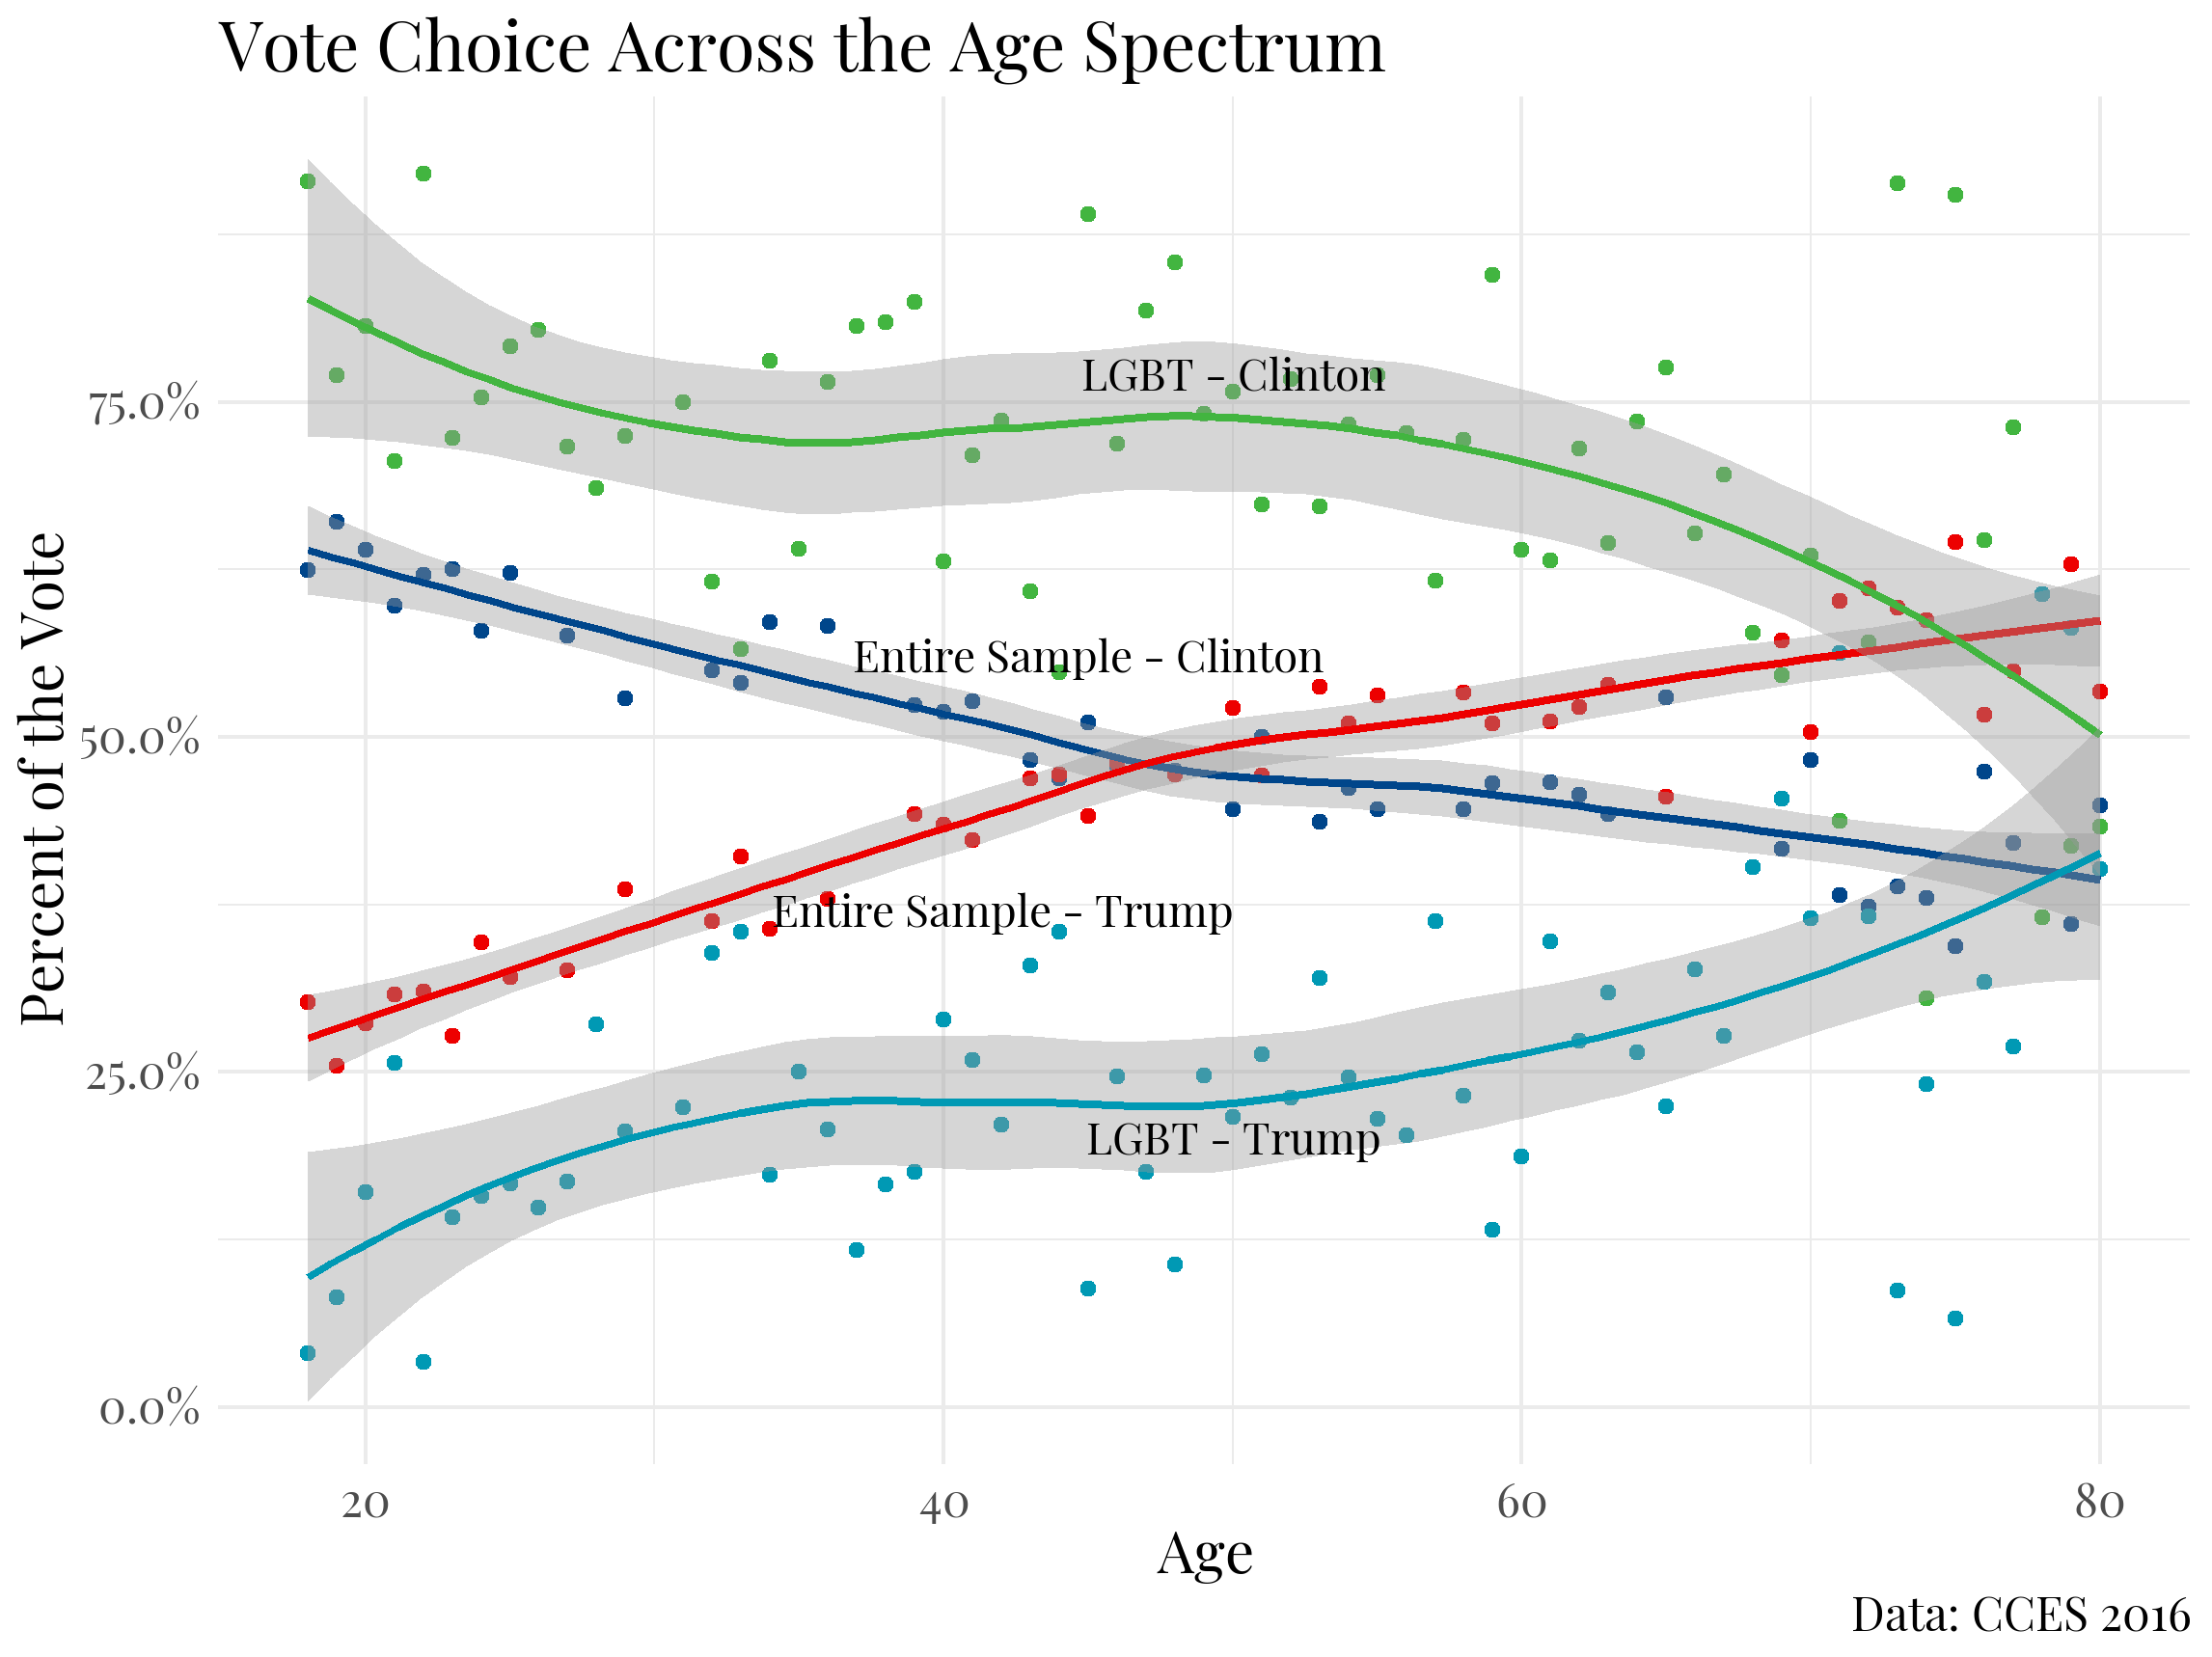 Vote Choice Across the Age Spectrum
Percent of the Vote
75.0%
50.0%
25.0%
0.0%
LGBT - Clinton
Entire Sample - Clinton
Entire Sample - Trump
LGBT - Trump
20 40 60 80
Age
Data: CCES 2016